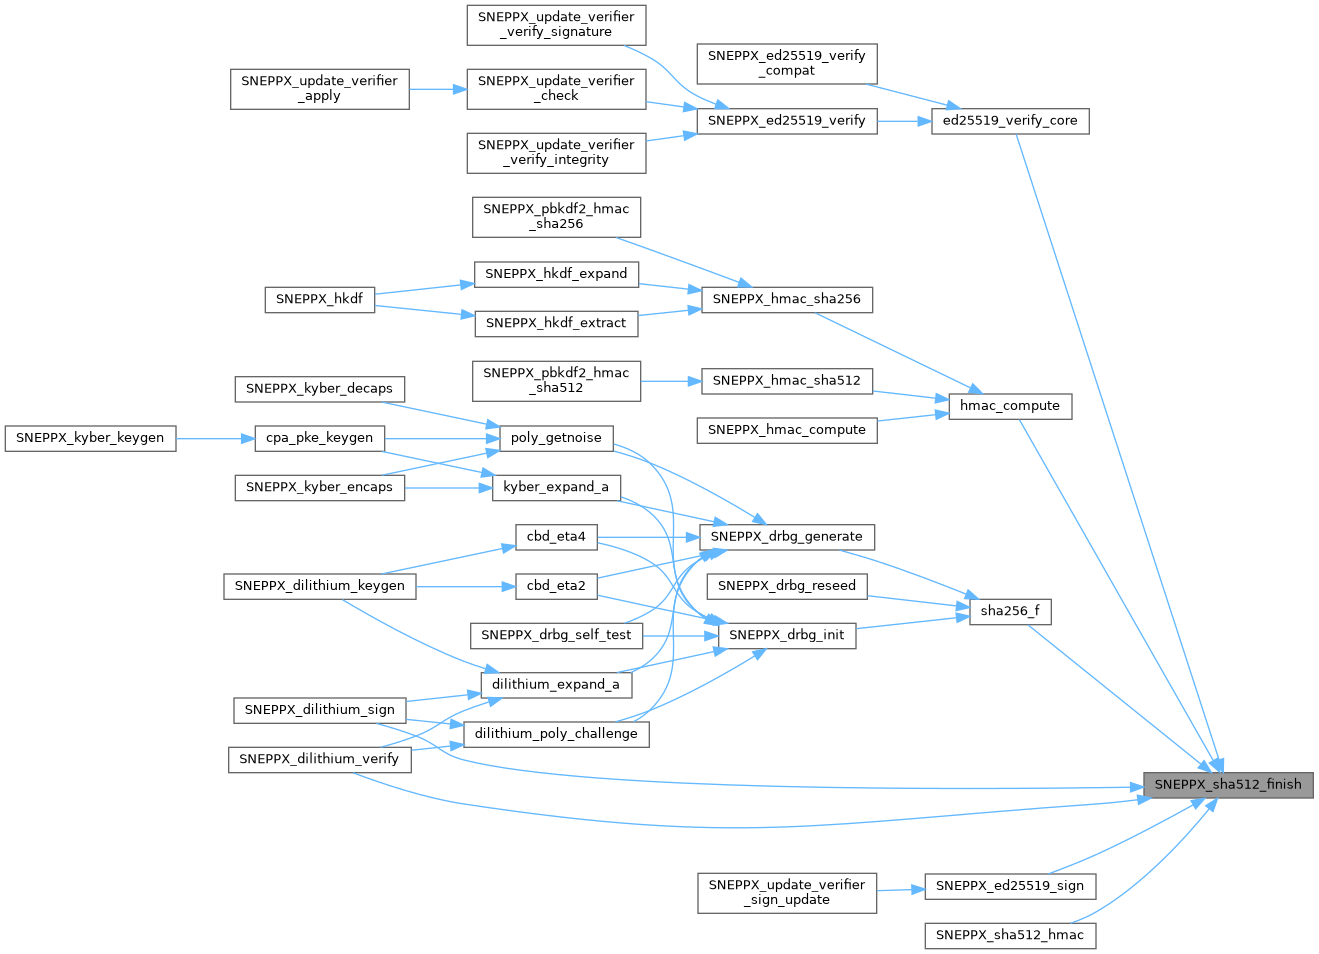 SNEPPX_update_verifier
_verify_signature
SNEPPX_ed25519_verify
_compat
SNEPPX_update_verifier
_apply
SNEPPX_update_verifier
_check
SNEPPX_ed25519_verify
ed25519_verify_core
SNEPPX_update_verifier
_verify_integrity
SNEPPX_pbkdf2_hmac
_sha256
SNEPPX_hkdf_expand
SNEPPX_hkdf
SNEPPX_hmac_sha256
SNEPPX_hkdf_extract
SNEPPX_pbkdf2_hmac
_sha512
SNEPPX_hmac_sha512
SNEPPX_kyber_decaps
hmac_compute
SNEPPX_hmac_compute
SNEPPX_kyber_keygen
cpa_pke_keygen
poly_getnoise
SNEPPX_kyber_encaps
kyber_expand_a
cbd_eta4
SNEPPX_drbg_generate
SNEPPX_dilithium_keygen
cbd_eta2
SNEPPX_drbg_reseed
sha256_f
SNEPPX_drbg_self_test
SNEPPX_drbg_init
dilithium_expand_a
SNEPPX_dilithium_sign
dilithium_poly_challenge
SNEPPX_dilithium_verify
SNEPPX_sha512_finish
SNEPPX_update_verifier
_sign_update
SNEPPX_ed25519_sign
SNEPPX_sha512_hmac